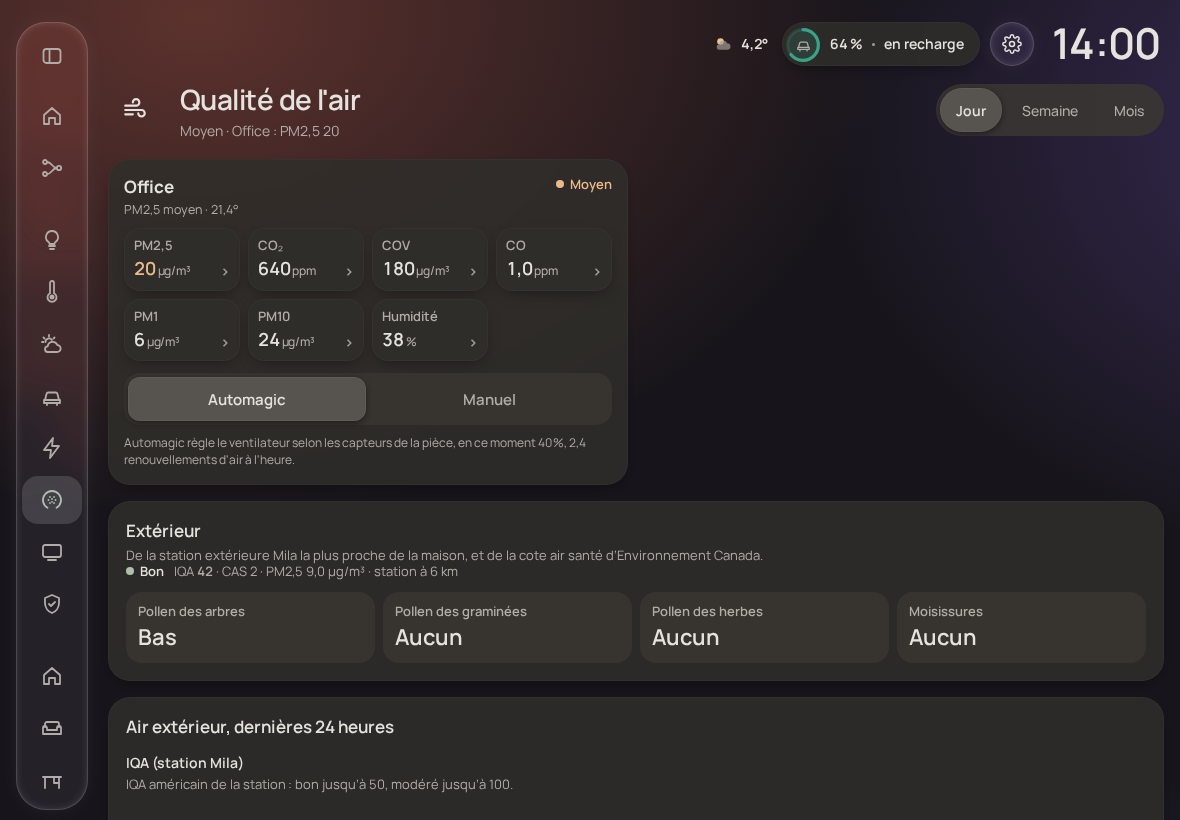 4,2°
64 % · en recharge
14:00
Qualité de l'air
Moyen · Office : PM2,5 20
Jour
Semaine
Mois
Office
Moyen
PM2,5 moyen · 21,4°
PM2,5
20 µg/m³
CO₂
640 ppm
COV
180 µg/m³
CO
1,0 ppm
PM1
6 µg/m³
PM10
24 µg/m³
Humidité
38 %
Automagic
Manuel
Automagic règle le ventilateur selon les capteurs de la pièce, en ce moment 40 %, 2,4
renouvellements d'air à l'heure.
Extérieur
De la station extérieure Mila la plus proche de la maison, et de la cote air santé d'Environnement Canada.
Bon IQA 42 · CAS 2 · PM2,5 9,0 µg/m³ · station à 6 km
Pollen des arbres
Bas
Pollen des graminées
Aucun
Pollen des herbes
Aucun
Moisissures
Aucun
Air extérieur, dernières 24 heures
IQA (station Mila)
IQA américain de la station : bon jusqu'à 50, modéré jusqu'à 100.